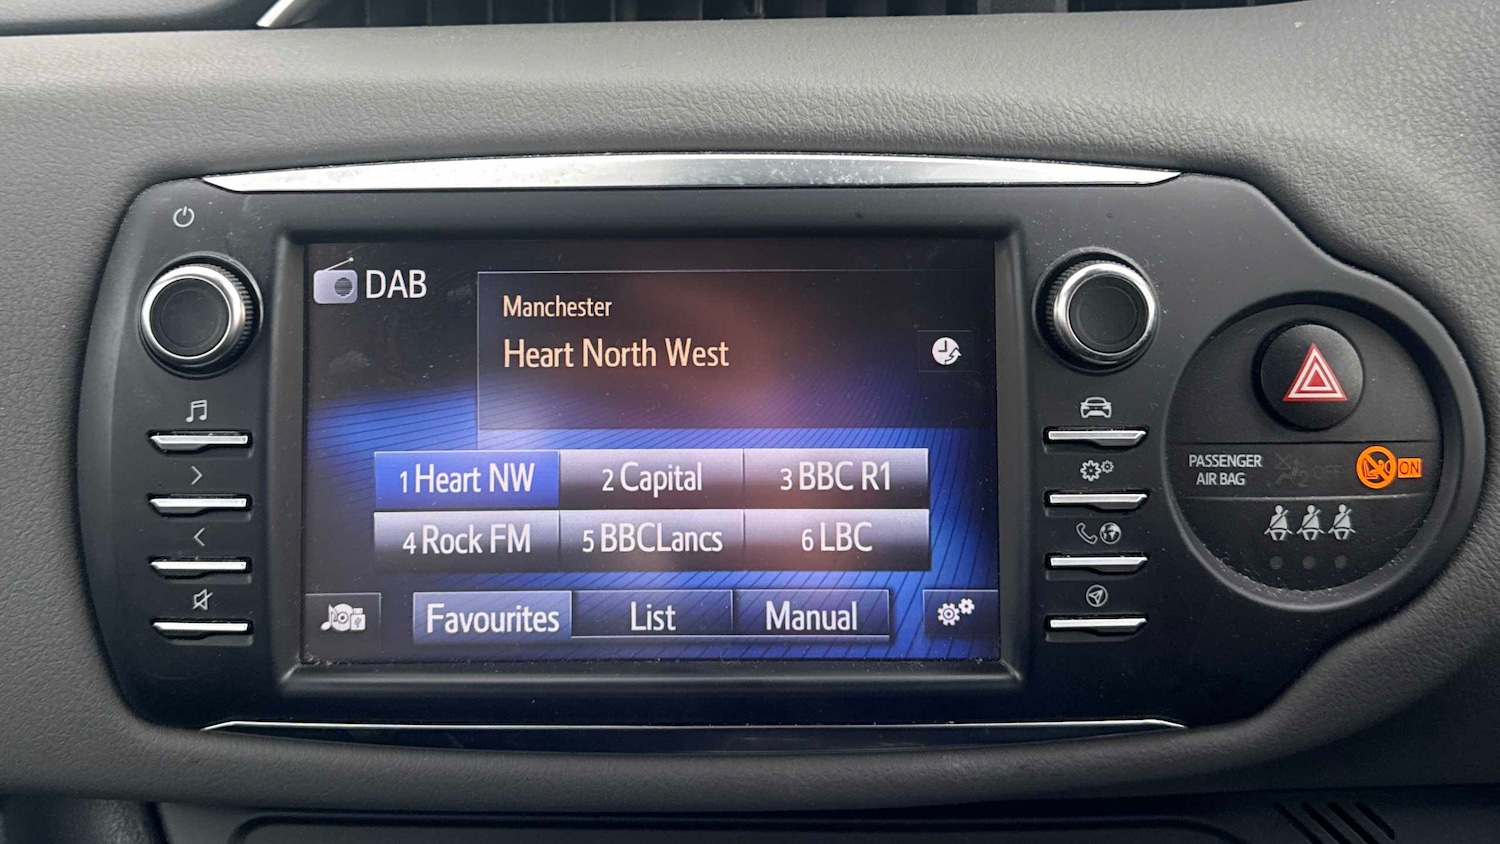 DAB
Manchester
Heart North West
1 Heart NW 2 Capital 3 BBC R1
4 Rock FM 5 BBCLancs 6 LBC
Favourites List Manual
PASSENGER
AIR BAG
2 OFF ON